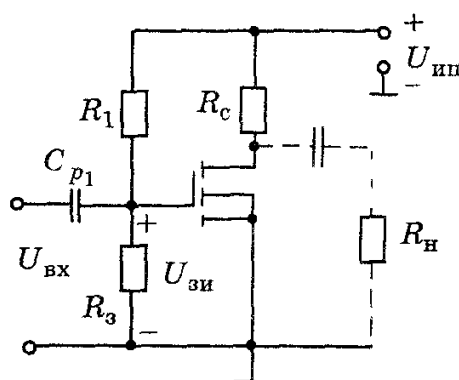 +
U_ип
-
R_1
R_с
C_p1
+
R_н
U_вх
U_зи
R_з
-